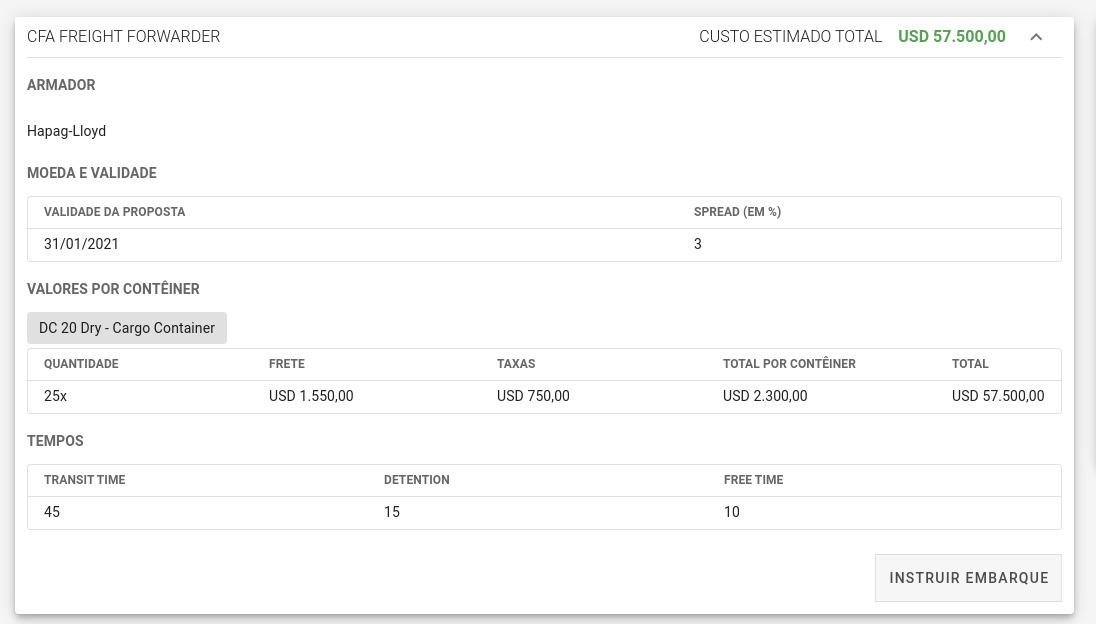 CFA FREIGHT FORWARDER CUSTO ESTIMADO TOTAL USD 57.500,00
ARMADOR
Hapag-Lloyd
MOEDA E VALIDADE
VALIDADE DA PROPOSTA SPREAD (EM %)
31/01/2021 3
VALORES POR CONTÊINER
DC 20 Dry - Cargo Container
QUANTIDADE FRETE TAXAS TOTAL POR CONTÊINER TOTAL
25x USD 1.550,00 USD 750,00 USD 2.300,00 USD 57.500,00
TEMPOS
TRANSIT TIME DETENTION FREE TIME
45 15 10
INSTRUIR EMBARQUE